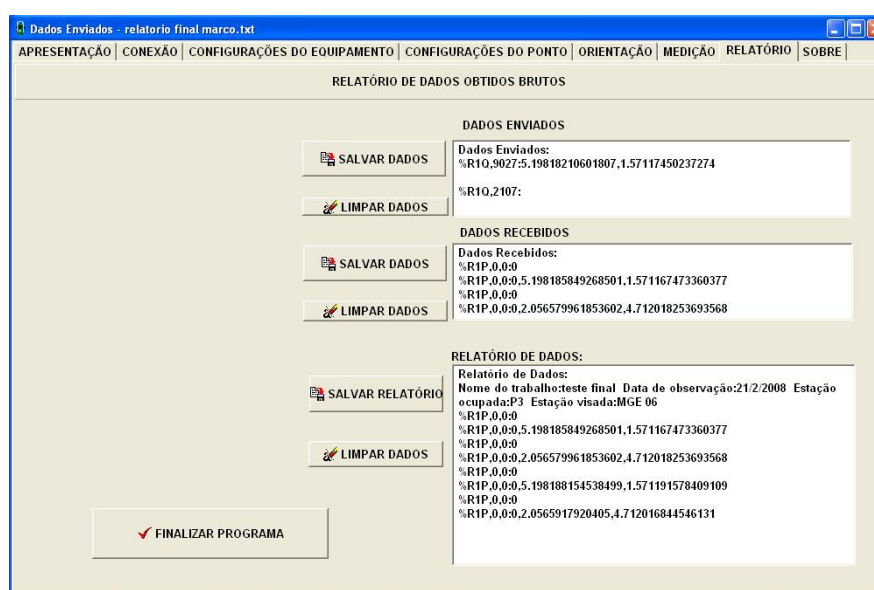 Dados Enviados - relatorio final marco.txt
APRESENTAÇÃO CONEXÃO CONFIGURAÇÕES DO EQUIPAMENTO CONFIGURAÇÕES DO PONTO ORIENTAÇÃO MEDIÇÃO RELATÓRIO SOBRE
RELATÓRIO DE DADOS OBTIDOS BRUTOS
DADOS ENVIADOS
SALVAR DADOS
LIMPAR DADOS
Dados Enviados:
%R1Q,9027:5.19818210601807,1.57117450237274
%R1Q,2107:
DADOS RECEBIDOS
SALVAR DADOS
LIMPAR DADOS
Dados Recebidos:
%R1P,0,0:0
%R1P,0,0:0,5.198185849268501,1.571167473360377
%R1P,0,0:0
%R1P,0,0:0,2.056579961853602,4.712018253693568
RELATÓRIO DE DADOS:
SALVAR RELATÓRIO
LIMPAR DADOS
Relatório de Dados:
Nome do trabalho:teste final Data de observação:21/2/2008 Estação
ocupada:P3 Estação visada:MGE 06
%R1P,0,0:0
%R1P,0,0:0,5.198185849268501,1.571167473360377
%R1P,0,0:0
%R1P,0,0:0,2.056579961853602,4.712018253693568
%R1P,0,0:0
%R1P,0,0:0,5.198188154538499,1.571191578409109
%R1P,0,0:0
%R1P,0,0:0,2.0565917920405,4.712016844546131
FINALIZAR PROGRAMA